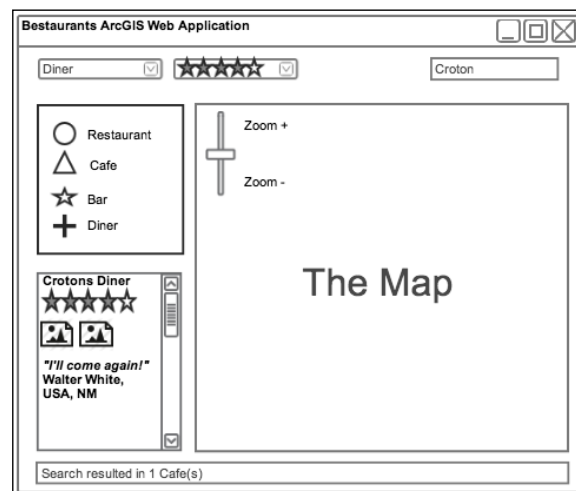 Bestaurants ArcGIS Web Application
Diner
Croton
Restaurant
Cafe
Bar
Diner
Zoom +
Zoom -
The Map
Crotons Diner
"I'll come again!"
Walter White,
USA, NM
Search resulted in 1 Cafe(s)